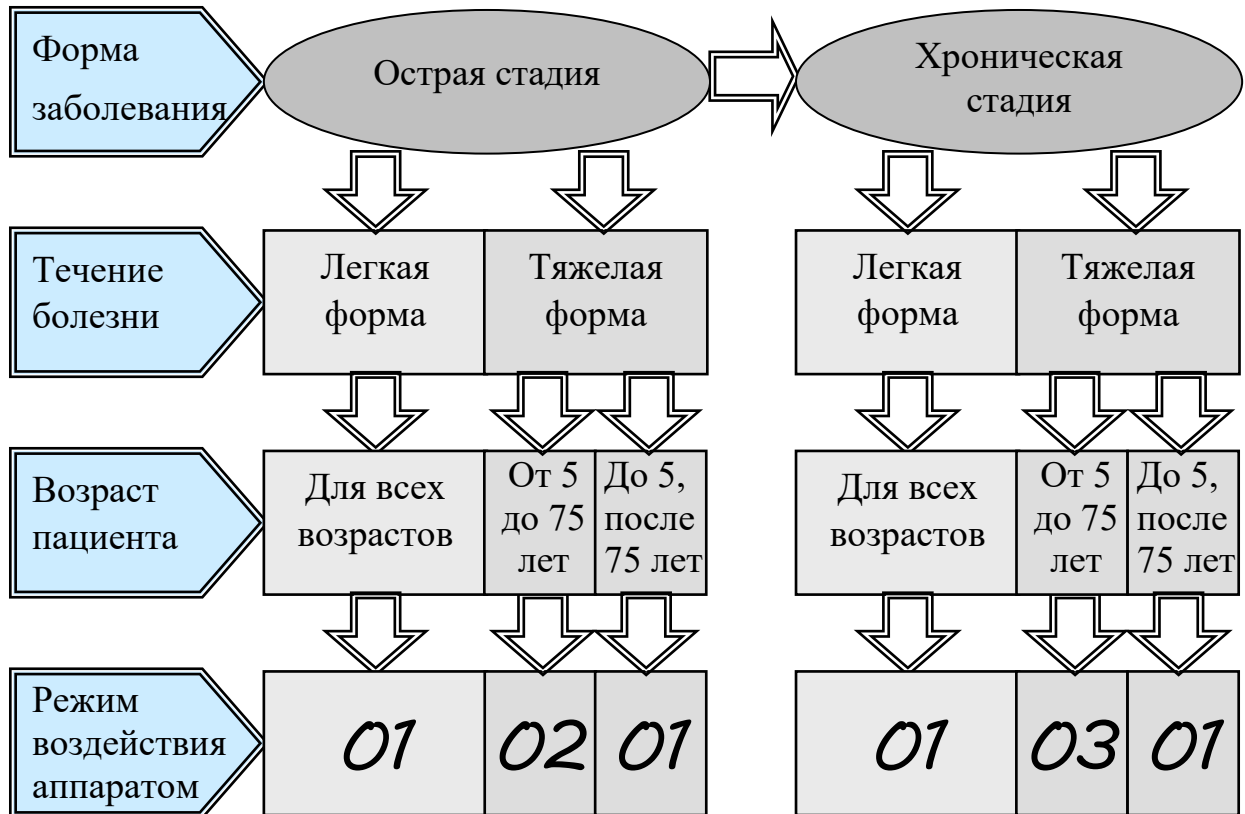 Форма
заболевания
Острая стадия
Хроническая
стадия
Течение
болезни
Легкая
форма
Тяжелая
форма
Легкая
форма
Тяжелая
форма
Возраст
пациента
Для всех
возрастов
От 5
до 75
лет
До 5,
после
75 лет
Для всех
возрастов
От 5
до 75
лет
До 5,
после
75 лет
Режим
воздействия
аппаратом
01
02
01
01
03
01